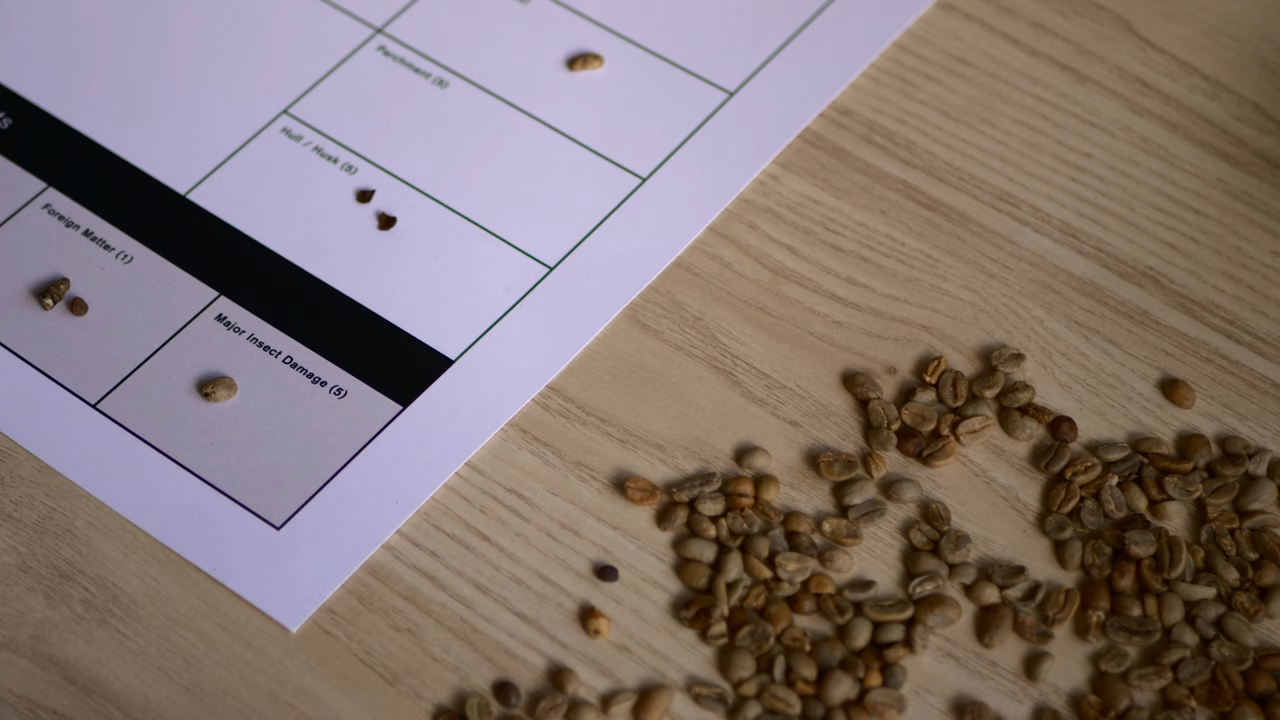 Parchment (5)
Hull / Husk (5)
Foreign Matter (1)
Major Insect Damage (5)